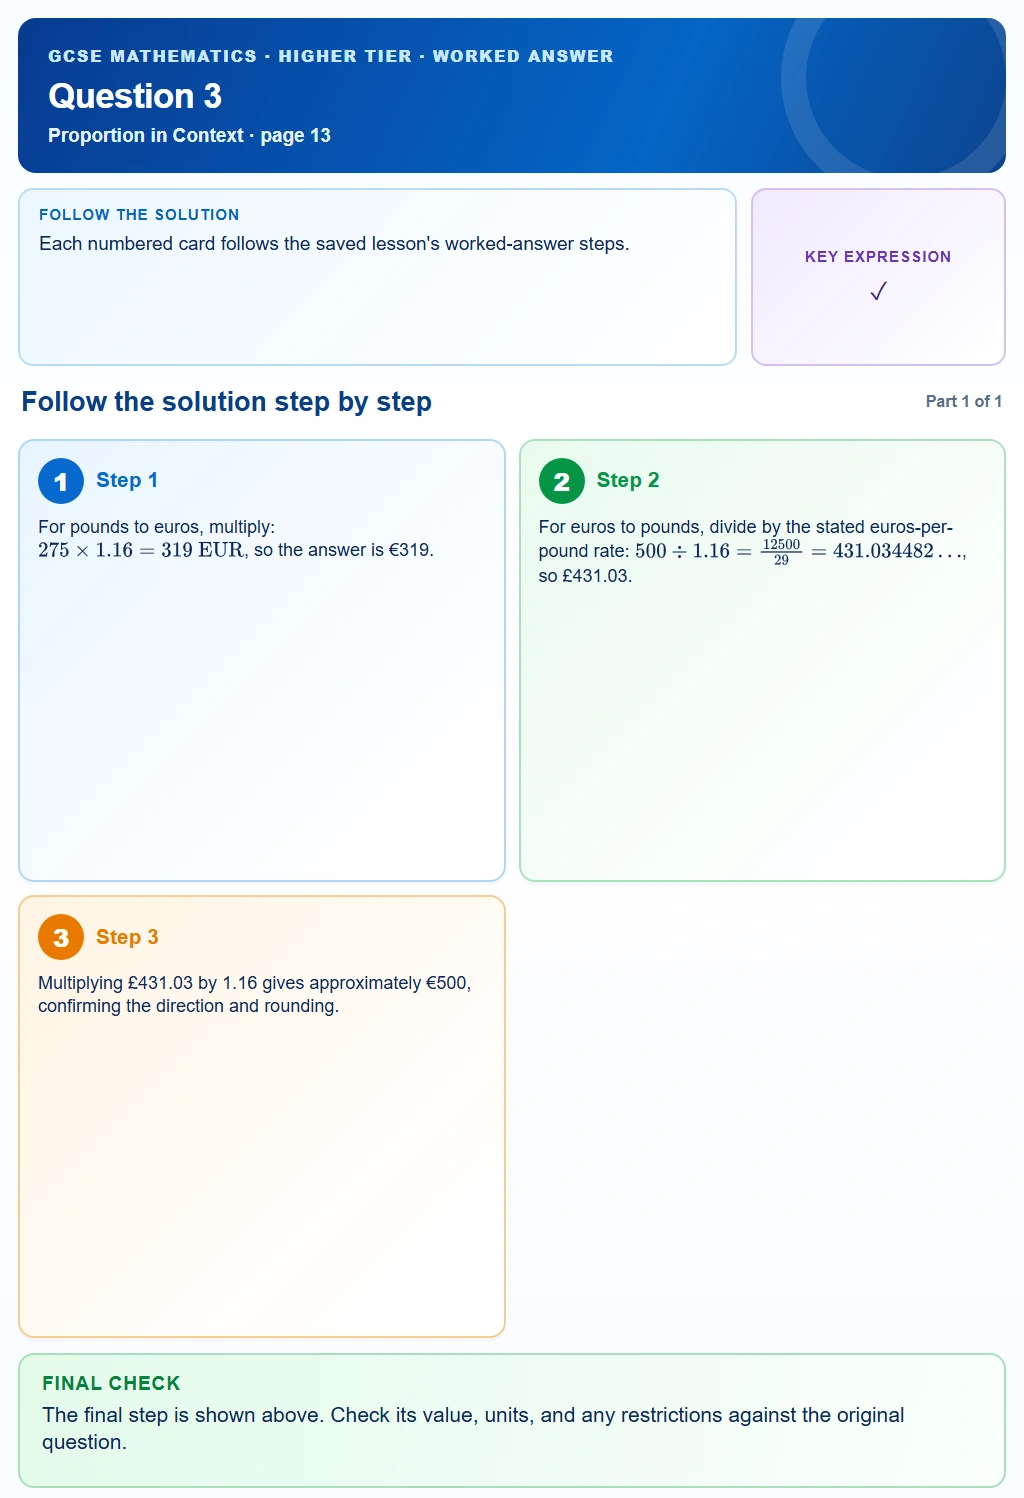 GCSE MATHEMATICS · HIGHER TIER · WORKED ANSWER
Question 3
Proportion in Context · page 13
FOLLOW THE SOLUTION
Each numbered card follows the saved lesson's worked-answer steps.
KEY EXPRESSION
✓
Follow the solution step by step
Part 1 of 1
1 Step 1
For pounds to euros, multiply:
275 × 1.16 = 319 EUR, so the answer is €319.
2 Step 2
For euros to pounds, divide by the stated euros-per-
pound rate: 500 ÷ 1.16 = 12500/29 = 431.034482...,
so £431.03.
3 Step 3
Multiplying £431.03 by 1.16 gives approximately €500,
confirming the direction and rounding.
FINAL CHECK
The final step is shown above. Check its value, units, and any restrictions against the original
question.